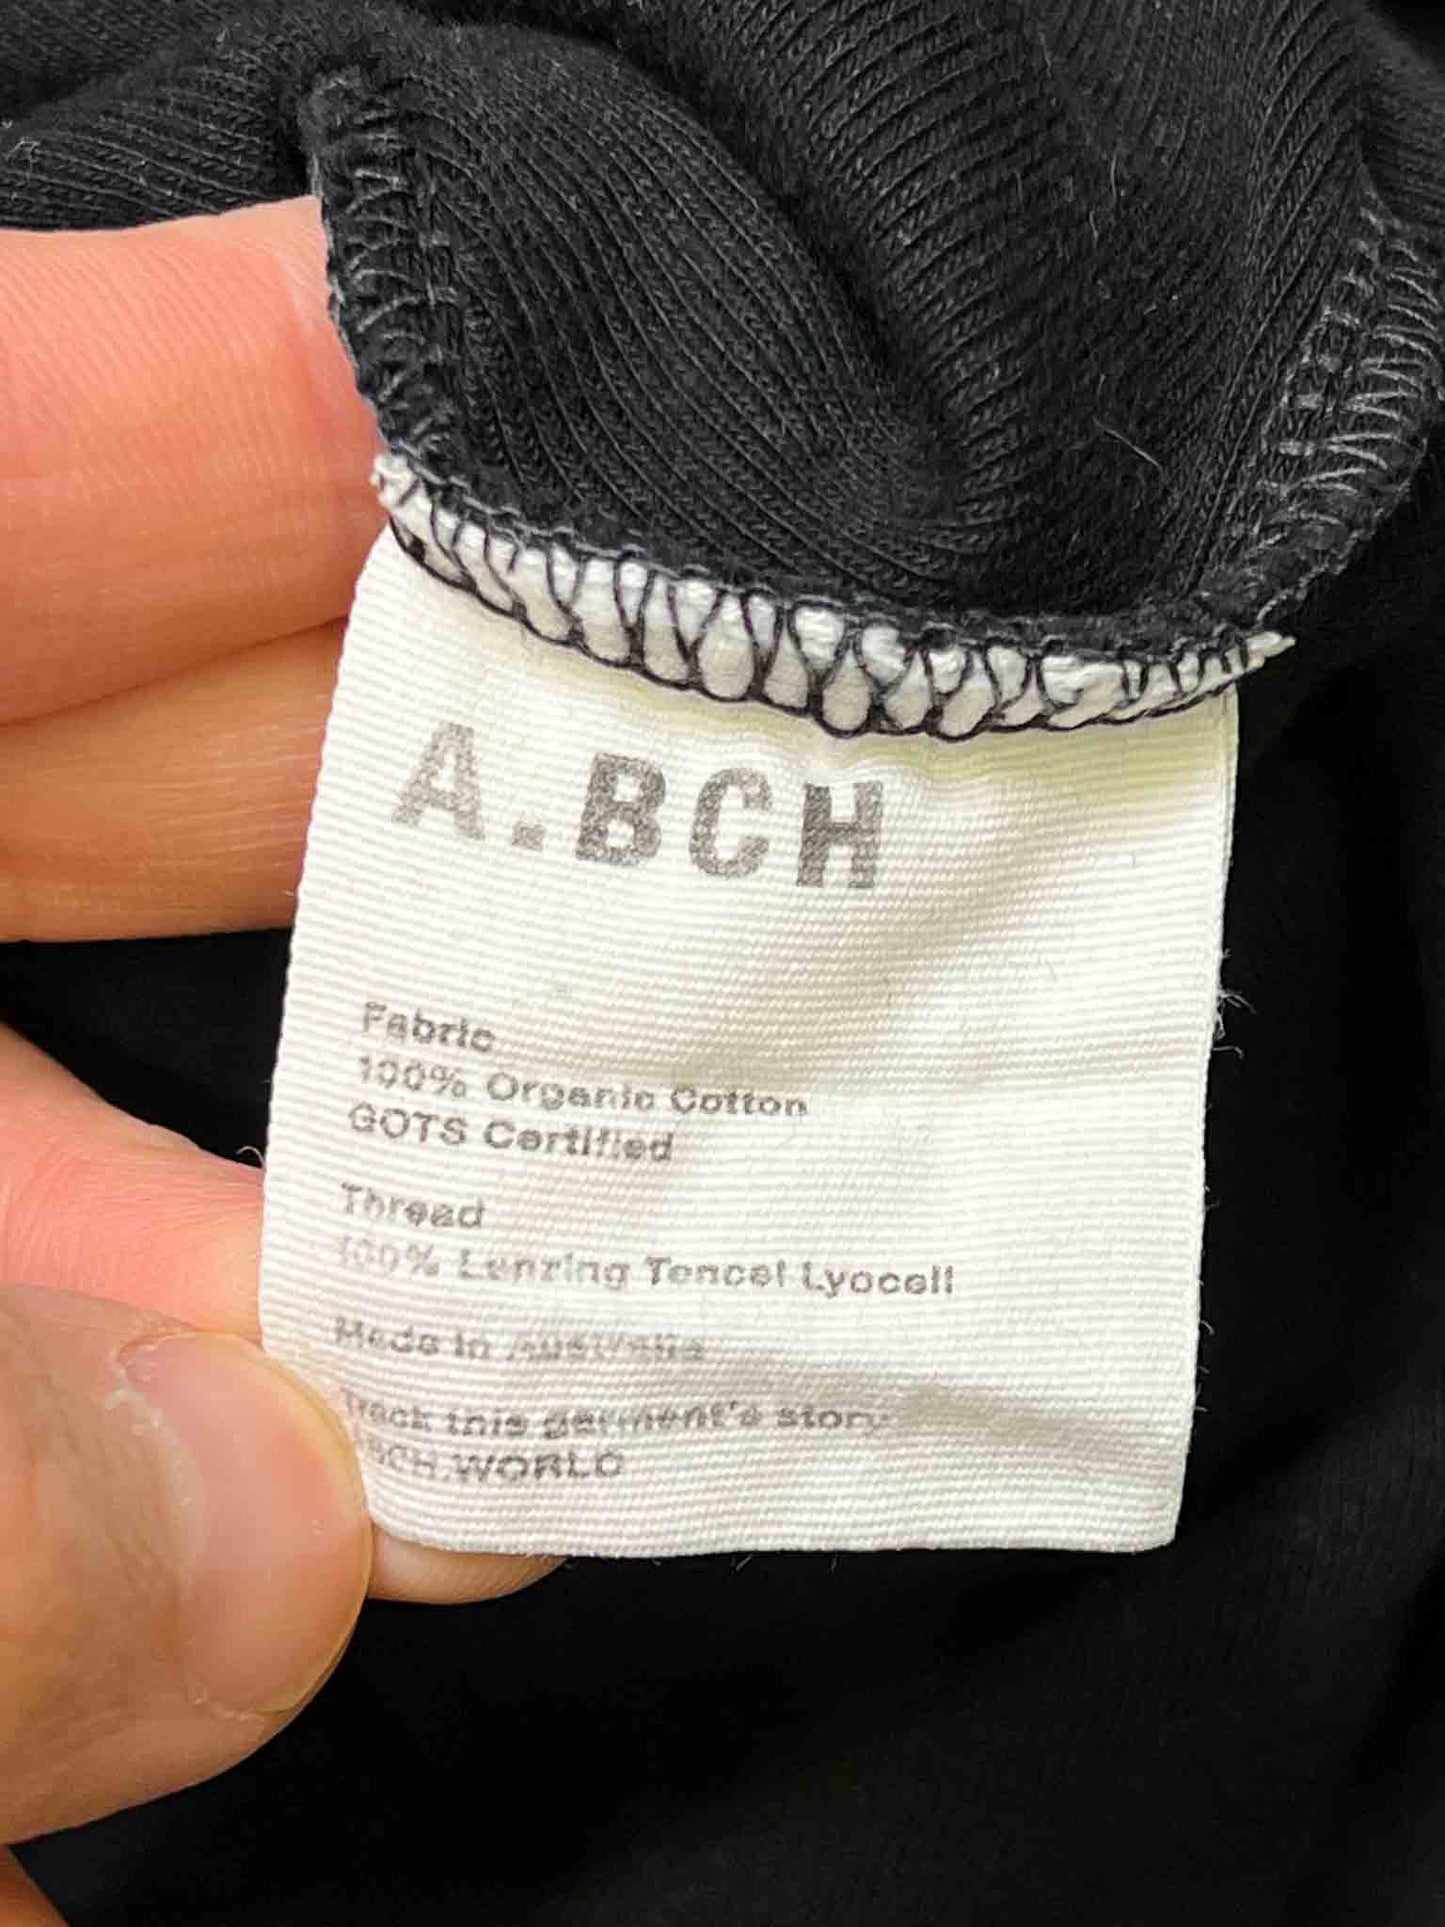 A.BCH
Fabric
100% Organic Cotton
GOTS Certified
Thread
100% Lenzing Tencel Lyocell
Made in Australia
Track this garment's story:
ABCH.WORLD